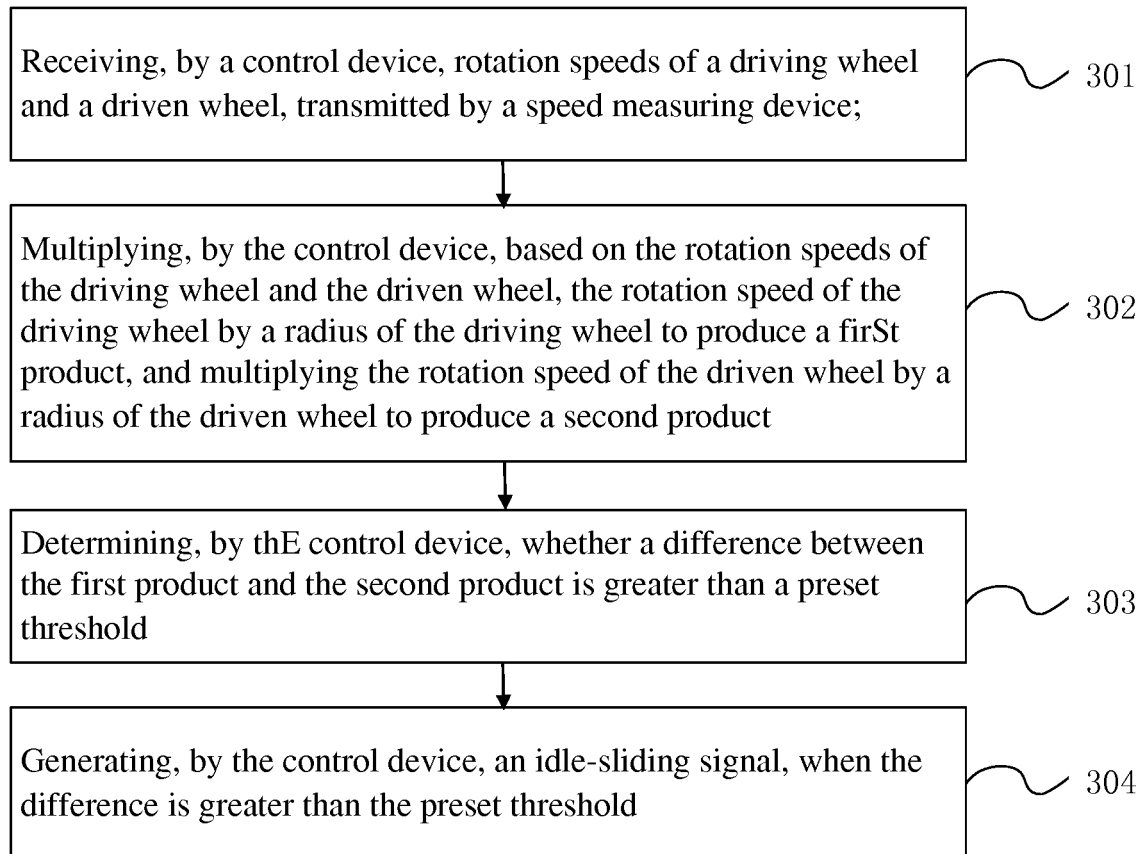 Receiving, by a control device, rotation speeds of a driving wheel
and a driven wheel, transmitted by a speed measuring device;
301
Multiplying, by the control device, based on the rotation speeds of
the driving wheel and the driven wheel, the rotation speed of the
driving wheel by a radius of the driving wheel to produce a firSt
product, and multiplying the rotation speed of the driven wheel by a
radius of the driven wheel to produce a second product
302
Determining, by thE control device, whether a difference between
the first product and the second product is greater than a preset
threshold
303
Generating, by the control device, an idle-sliding signal, when the
difference is greater than the preset threshold
304